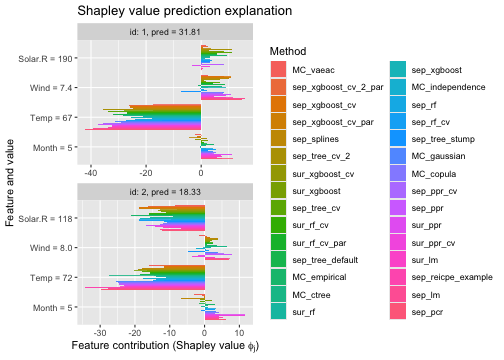 Shapley value prediction explanation
id: 1, pred = 31.81
Solar.R = 190
Wind = 7.4
Temp = 67
Month = 5
-40
-20
0
id: 2, pred = 18.33
Solar.R = 118
Wind = 8.0
Temp = 72
Month = 5
-30
-20
-10
0
10
Feature contribution (Shapley value ϕj)
Feature and value
Method
MC_vaeac
sep_xgboost_cv_2_par
sep_xgboost_cv
sep_xgboost_cv_par
sep_splines
sep_tree_cv_2
sur_xgboost_cv
sur_xgboost
sep_tree_cv
sur_rf_cv
sur_rf_cv_par
sep_tree_default
MC_empirical
MC_ctree
sur_rf
sep_xgboost
MC_independence
sep_rf
sep_rf_cv
sep_tree_stump
MC_gaussian
MC_copula
sep_ppr_cv
sep_ppr
sur_ppr
sur_ppr_cv
sur_lm
sep_reicpe_example
sep_lm
sep_pcr